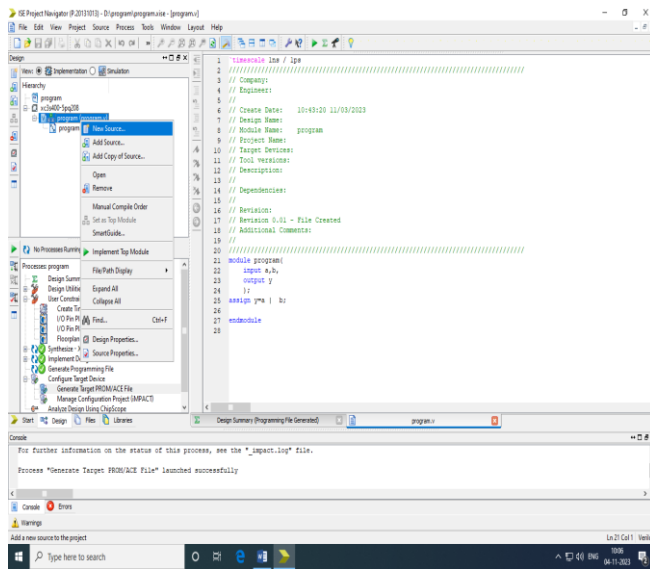 ISE Project Navigator (P.20131013) - D:\program\program.xise - [program.v]
File Edit View Project Source Process Tools Window Layout Help
Design
View: Implementation Simulation
Hierarchy
program
xc3s400-5pq208
program (program.v)
program
New Source...
Add Source...
Add Copy of Source...
Open
Remove
Manual Compile Order
Set as Top Module
SmartGuide...
Implement Top Module
File/Path Display
Expand All
Collapse All
Find... Ctrl+F
Design Properties...
Source Properties...
No Processes Running
Processes: program
Design Summ
Design Utilitie
User Constrai
Create Tin
I/O Pin Pl
I/O Pin Pl
Floorplan
Synthesize - X
Implement De
Generate Programming File
Configure Target Device
Generate Target PROM/ACE File
Manage Configuration Project (iMPACT)
Analyze Design Using ChipScope
Start Design Files Libraries
1 `timescale 1ns / 1ps
2 //////////////////////////////////////////////////////////////////////////////////
3 // Company:
4 // Engineer:
5 //
6 // Create Date: 10:43:20 11/03/2023
7 // Design Name:
8 // Module Name: program
9 // Project Name:
10 // Target Devices:
11 // Tool versions:
12 // Description:
13 //
14 // Dependencies:
15 //
16 // Revision:
17 // Revision 0.01 - File Created
18 // Additional Comments:
19 //
20 //////////////////////////////////////////////////////////////////////////////////
21 module program(
22 input a,b,
23 output y
24 );
25 assign y=a | b;
26
27 endmodule
28
Design Summary (Programming File Generated) program.v
Console
For further information on the status of this process, see the "_impact.log" file.
Process "Generate Target PROM/ACE File" launched successfully
Console Errors
Warnings
Add a new source to the project
Ln 21 Col 1 Veril
Type here to search
ENG
10:06
04-11-2023